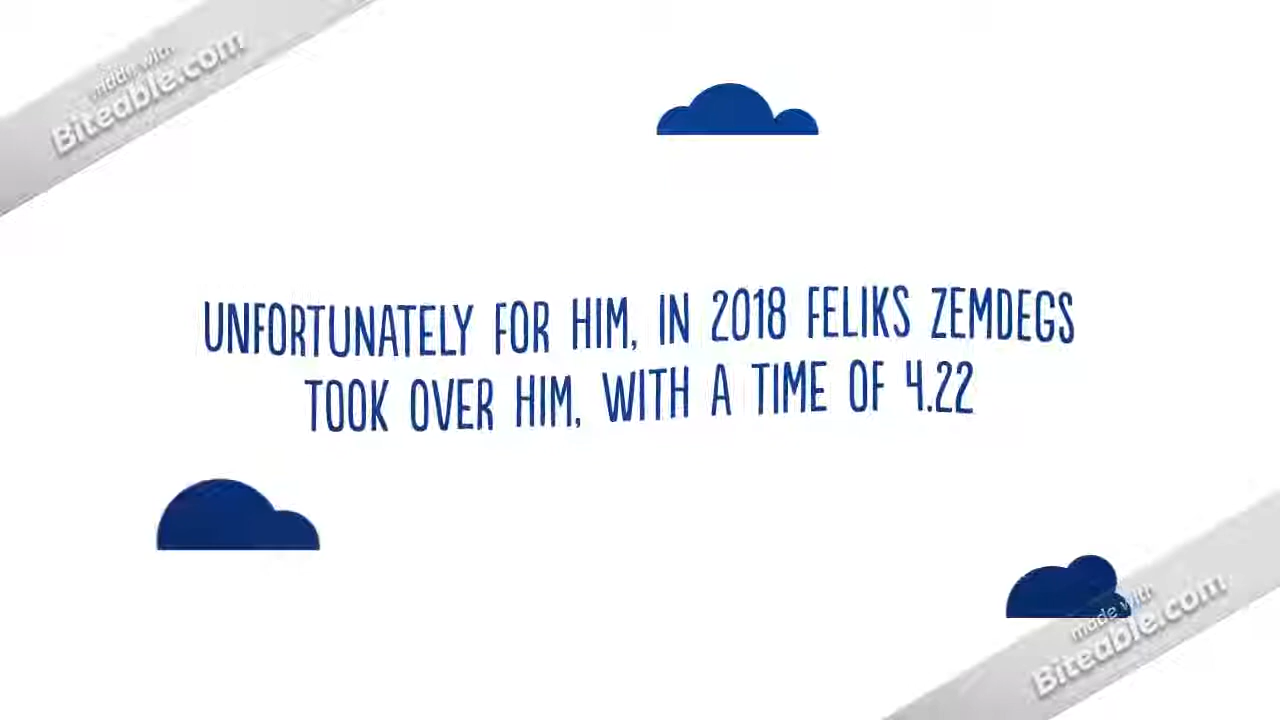 made with
Biteable.com
UNFORTUNATELY FOR HIM, IN 2018 FELIKS ZEMDEGS
TOOK OVER HIM, WITH A TIME OF 4.22
made with
Biteable.com